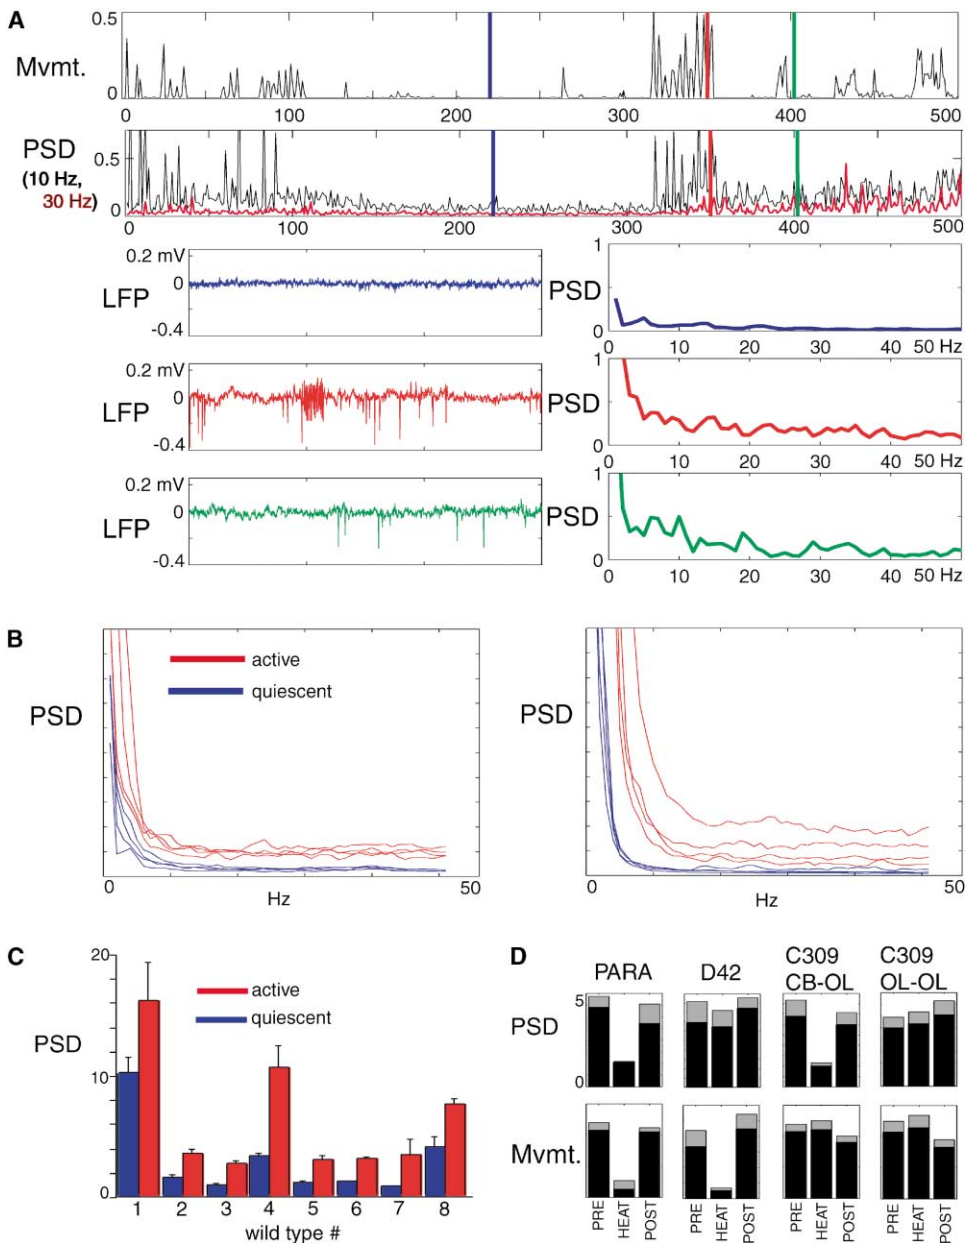 A
0.5
Mvmt.
0
0 100 200 300 400 500
PSD
(10 Hz,
30 Hz)
0.5
0
0 100 200 300 400 500
0.2 mV
LFP
0
-0.4
PSD
1
0
0 10 20 30 40 50 Hz
0.2 mV
LFP
0
-0.4
PSD
1
0
0 10 20 30 40 50 Hz
0.2 mV
LFP
0
-0.4
PSD
1
0
0 10 20 30 40 50 Hz
B
PSD
active
quiescent
0 Hz 50
PSD
0 Hz 50
C
PSD
20
10
0
active
quiescent
1 2 3 4 5 6 7 8
wild type #
D
PARA
D42
C309
CB-OL
C309
OL-OL
PSD
5
0
Mvmt.
PRE HEAT POST
PRE HEAT POST
PRE HEAT POST
PRE HEAT POST